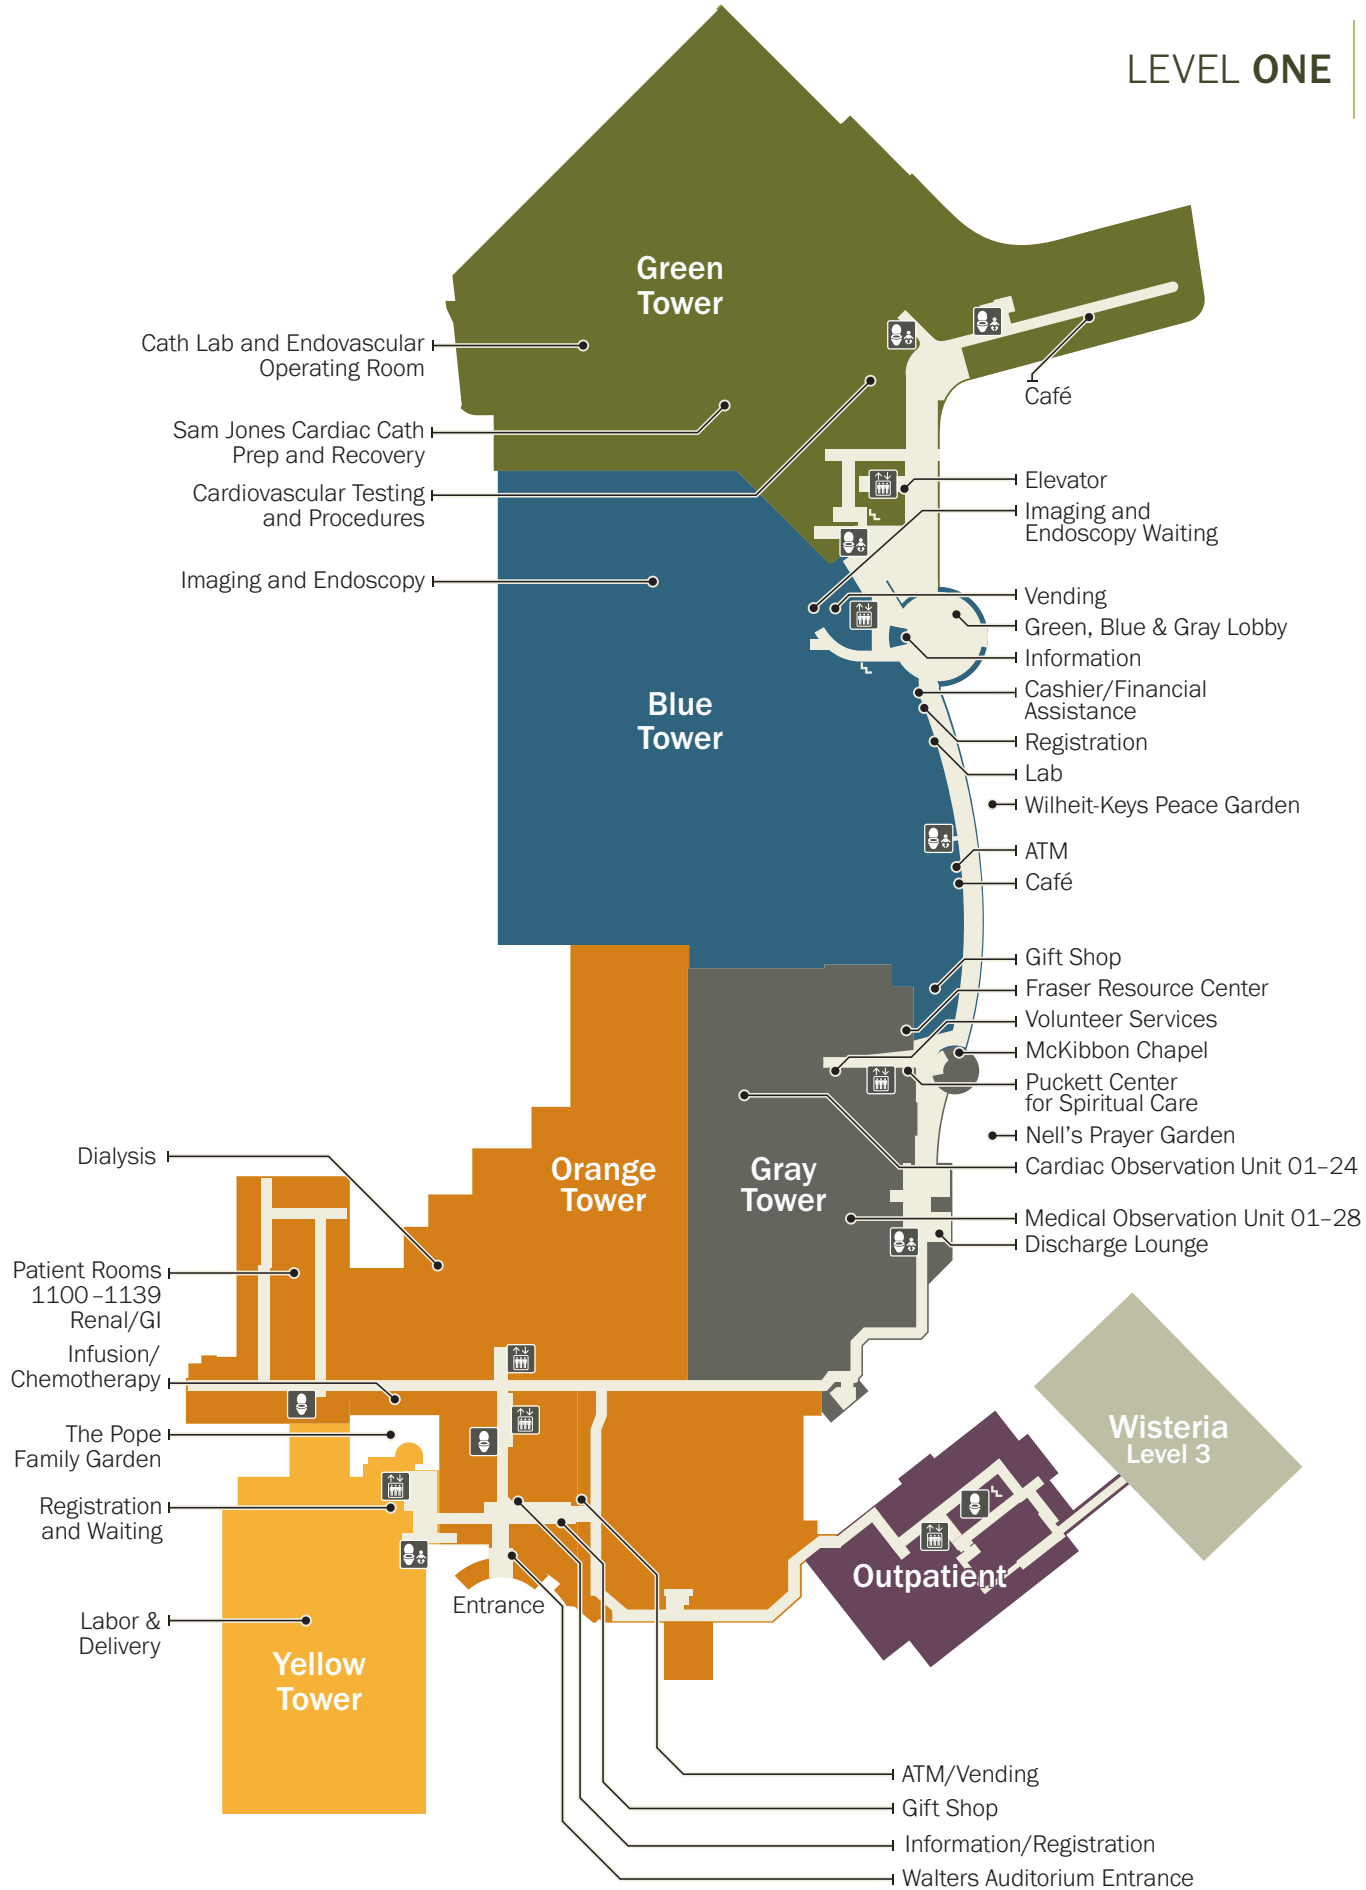 LEVEL ONE
Green
Tower
Cath Lab and Endovascular
Operating Room
Sam Jones Cardiac Cath
Prep and Recovery
Cardiovascular Testing
and Procedures
Imaging and Endoscopy
Café
Elevator
Imaging and
Endoscopy Waiting
Vending
Green, Blue & Gray Lobby
Information
Cashier/Financial
Assistance
Registration
Lab
Wilheit-Keys Peace Garden
ATM
Café
Blue
Tower
Gift Shop
Fraser Resource Center
Volunteer Services
McKibbon Chapel
Puckett Center
for Spiritual Care
Nell's Prayer Garden
Cardiac Observation Unit 01–24
Medical Observation Unit 01–28
Discharge Lounge
Orange
Tower
Gray
Tower
Dialysis
Patient Rooms
1100–1139
Renal/GI
Infusion/
Chemotherapy
The Pope
Family Garden
Registration
and Waiting
Labor &
Delivery
Yellow
Tower
Entrance
Wisteria
Level 3
Outpatient
ATM/Vending
Gift Shop
Information/Registration
Walters Auditorium Entrance